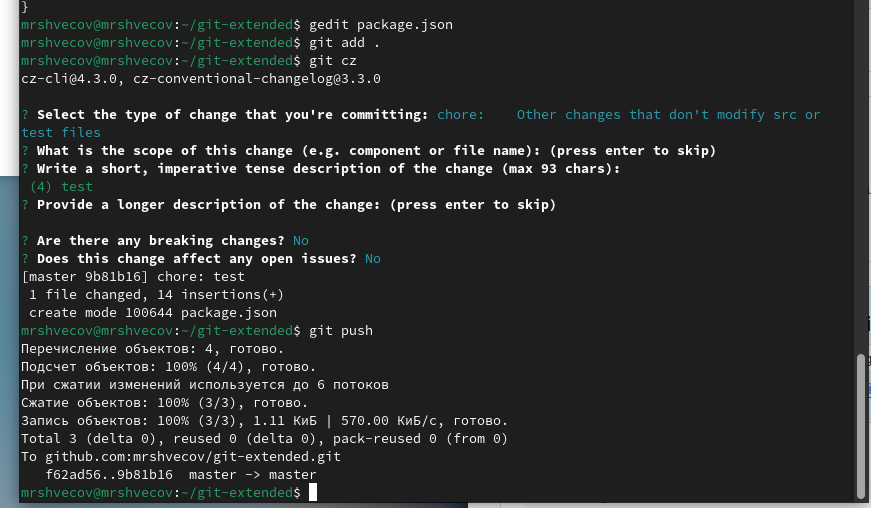 }
mrshvecov@mrshvecov:~/git-extended$ gedit package.json
mrshvecov@mrshvecov:~/git-extended$ git add .
mrshvecov@mrshvecov:~/git-extended$ git cz
cz-cli@4.3.0, cz-conventional-changelog@3.3.0
? Select the type of change that you're committing: chore:    Other changes that don't modify src or
test files
? What is the scope of this change (e.g. component or file name): (press enter to skip)
? Write a short, imperative tense description of the change (max 93 chars):
 (4) test
? Provide a longer description of the change: (press enter to skip)
? Are there any breaking changes? No
? Does this change affect any open issues? No
[master 9b81b16] chore: test
 1 file changed, 14 insertions(+)
 create mode 100644 package.json
mrshvecov@mrshvecov:~/git-extended$ git push
Перечисление объектов: 4, готово.
Подсчет объектов: 100% (4/4), готово.
При сжатии изменений используется до 6 потоков
Сжатие объектов: 100% (3/3), готово.
Запись объектов: 100% (3/3), 1.11 КиБ | 570.00 КиБ/с, готово.
Total 3 (delta 0), reused 0 (delta 0), pack-reused 0 (from 0)
To github.com:mrshvecov/git-extended.git
   f62ad56..9b81b16  master -> master
mrshvecov@mrshvecov:~/git-extended$